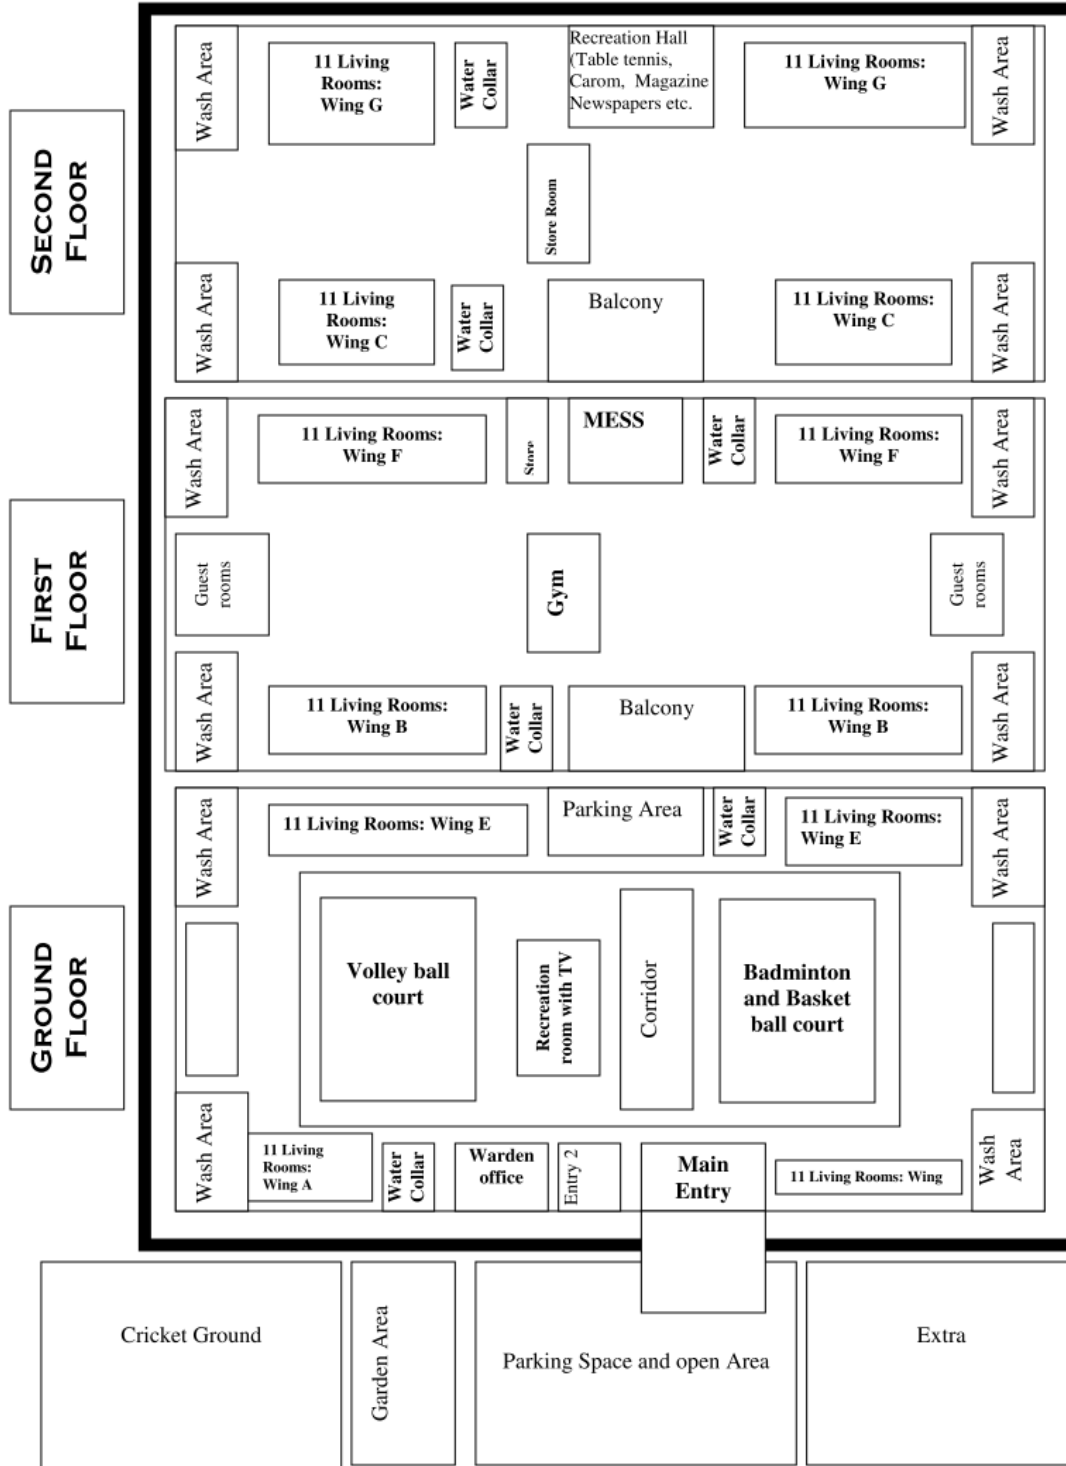 SECOND
FLOOR
Wash Area
11 Living
Rooms:
Wing G
Water
Collar
Recreation Hall
(Table tennis,
Carom, Magazine
Newspapers etc.
11 Living Rooms:
Wing G
Wash Area
Store Room
Wash Area
11 Living
Rooms:
Wing C
Water
Collar
Balcony
11 Living Rooms:
Wing C
Wash Area
FIRST
FLOOR
Wash Area
11 Living Rooms:
Wing F
Store
MESS
Water
Collar
11 Living Rooms:
Wing F
Wash Area
Guest
rooms
Gym
Guest
rooms
Wash Area
11 Living Rooms:
Wing B
Water
Collar
Balcony
11 Living Rooms:
Wing B
Wash Area
GROUND
FLOOR
Wash Area
11 Living Rooms: Wing E
Parking Area
Water
Collar
11 Living Rooms:
Wing E
Wash Area
Volley ball
court
Recreation
room with TV
Corridor
Badminton
and Basket
ball court
Wash Area
11 Living
Rooms:
Wing A
Water
Collar
Warden
office
Entry 2
Main
Entry
11 Living Rooms: Wing
Wash
Area
Cricket Ground
Garden Area
Parking Space and open Area
Extra